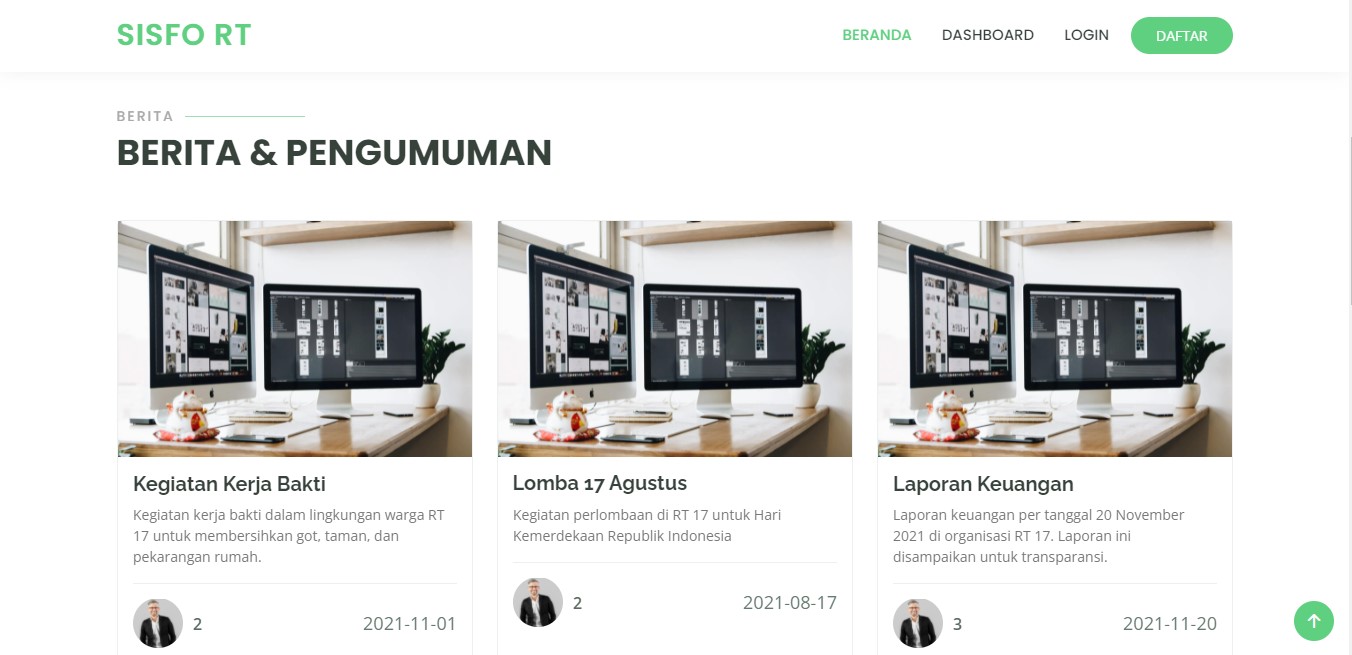 SISFO RT
BERANDA DASHBOARD LOGIN DAFTAR
BERITA
BERITA & PENGUMUMAN
Kegiatan Kerja Bakti
Kegiatan kerja bakti dalam lingkungan warga RT
17 untuk membersihkan got, taman, dan
pekarangan rumah.
2 2021-11-01
Lomba 17 Agustus
Kegiatan perlombaan di RT 17 untuk Hari
Kemerdekaan Republik Indonesia
2 2021-08-17
Laporan Keuangan
Laporan keuangan per tanggal 20 November
2021 di organisasi RT 17. Laporan ini
disampaikan untuk transparansi.
3 2021-11-20